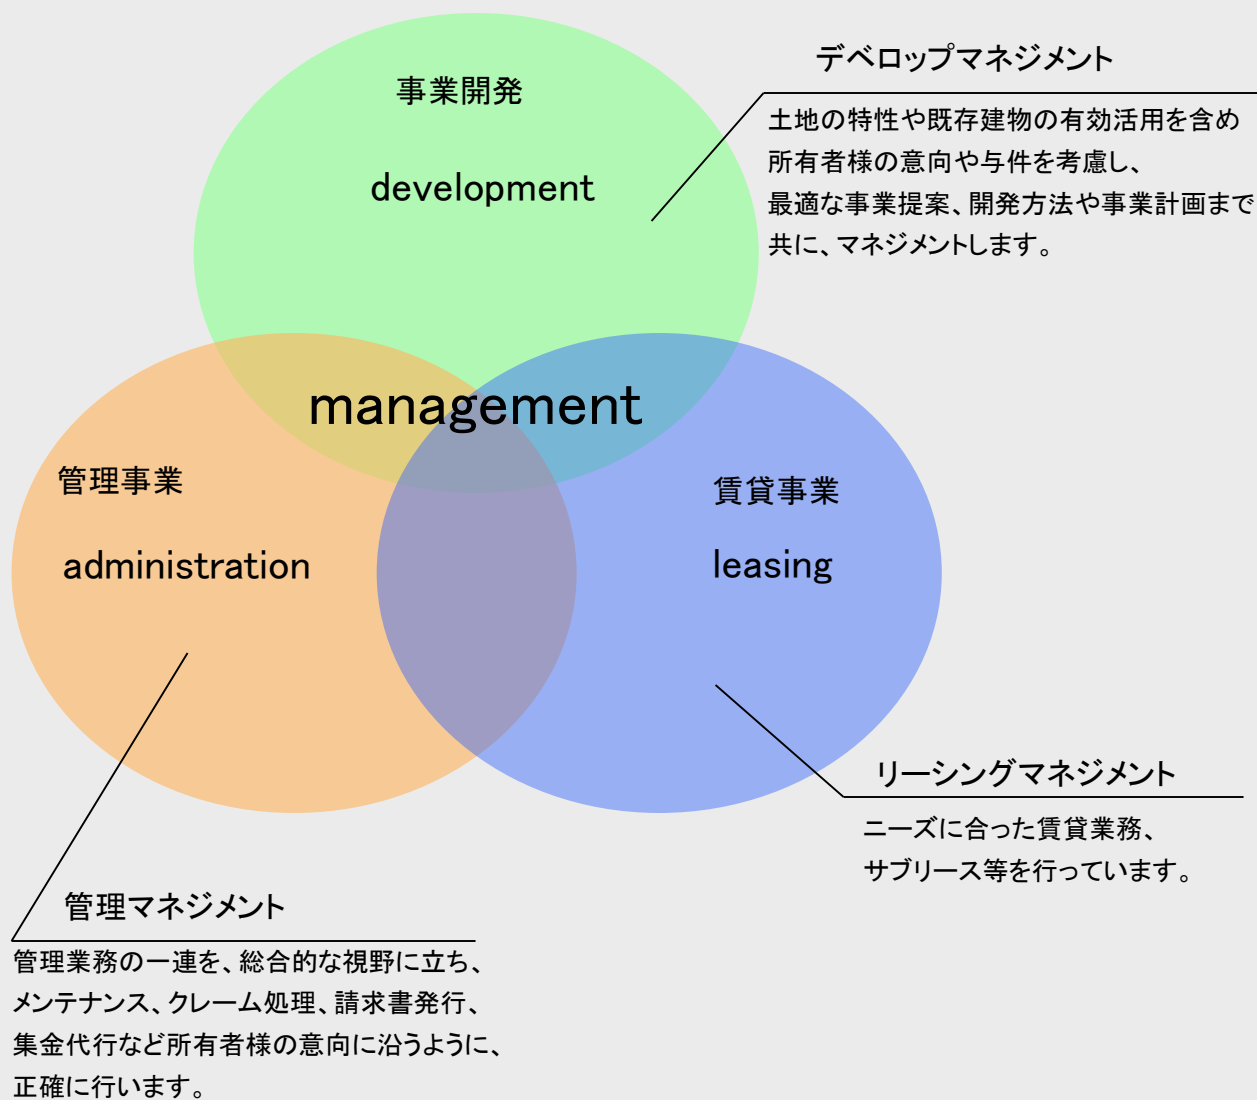 事業開発
development
デベロップマネジメント
土地の特性や既存建物の有効活用を含め
所有者様の意向や与件を考慮し、
最適な事業提案、開発方法や事業計画まで
共に、マネジメントします。
management
管理事業
administration
賃貸事業
leasing
リーシングマネジメント
ニーズに合った賃貸業務、
サブリース等を行っています。
管理マネジメント
管理業務の一連を、総合的な視野に立ち、
メンテナンス、クレーム処理、請求書発行、
集金代行など所有者様の意向に沿うように、
正確に行います。